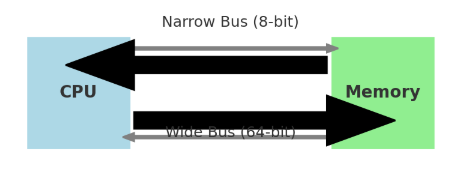 Narrow Bus (8-bit)
CPU
Memory
Wide Bus (64-bit)